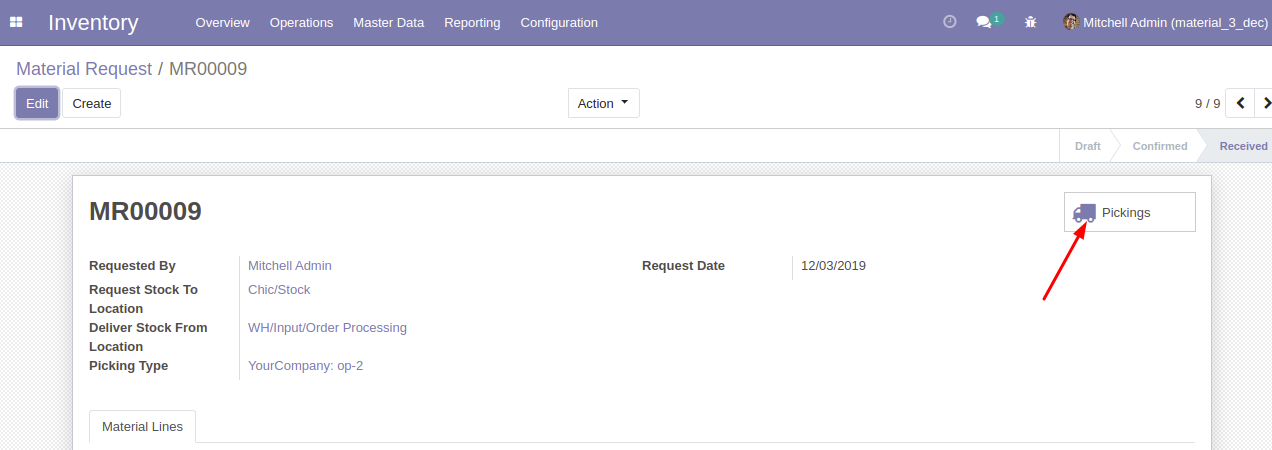 Inventory Overview Operations Master Data Reporting Configuration 1 Mitchell Admin (material_3_dec)
Material Request / MR00009
Edit Create Action 9 / 9
Draft Confirmed Received
MR00009
Pickings
Requested By Mitchell Admin Request Date 12/03/2019
Request Stock To Chic/Stock
Location
Deliver Stock From WH/Input/Order Processing
Location
Picking Type YourCompany: op-2
Material Lines